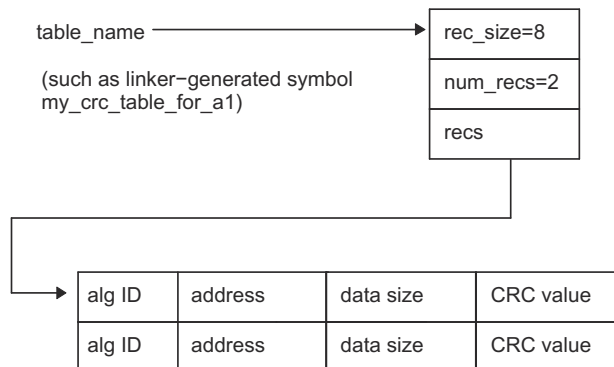 table_name
rec_size=8
(such as linker−generated symbol
my_crc_table_for_a1)
num_recs=2
recs
alg ID address data size CRC value
alg ID address data size CRC value